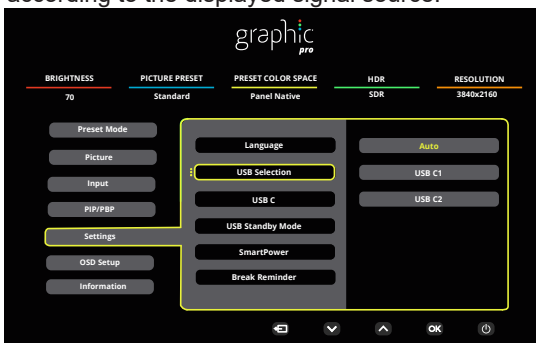 according to the displayed signal source.
graphic
pro
BRIGHTNESS PICTURE PRESET PRESET COLOR SPACE HDR RESOLUTION
70 Standard Panel Native SDR 3840x2160
Preset Mode
Picture
Input
PIP/PBP
Settings
OSD Setup
Information
Language
USB Selection
USB C
USB Standby Mode
SmartPower
Break Reminder
Auto
USB C1
USB C2
OK